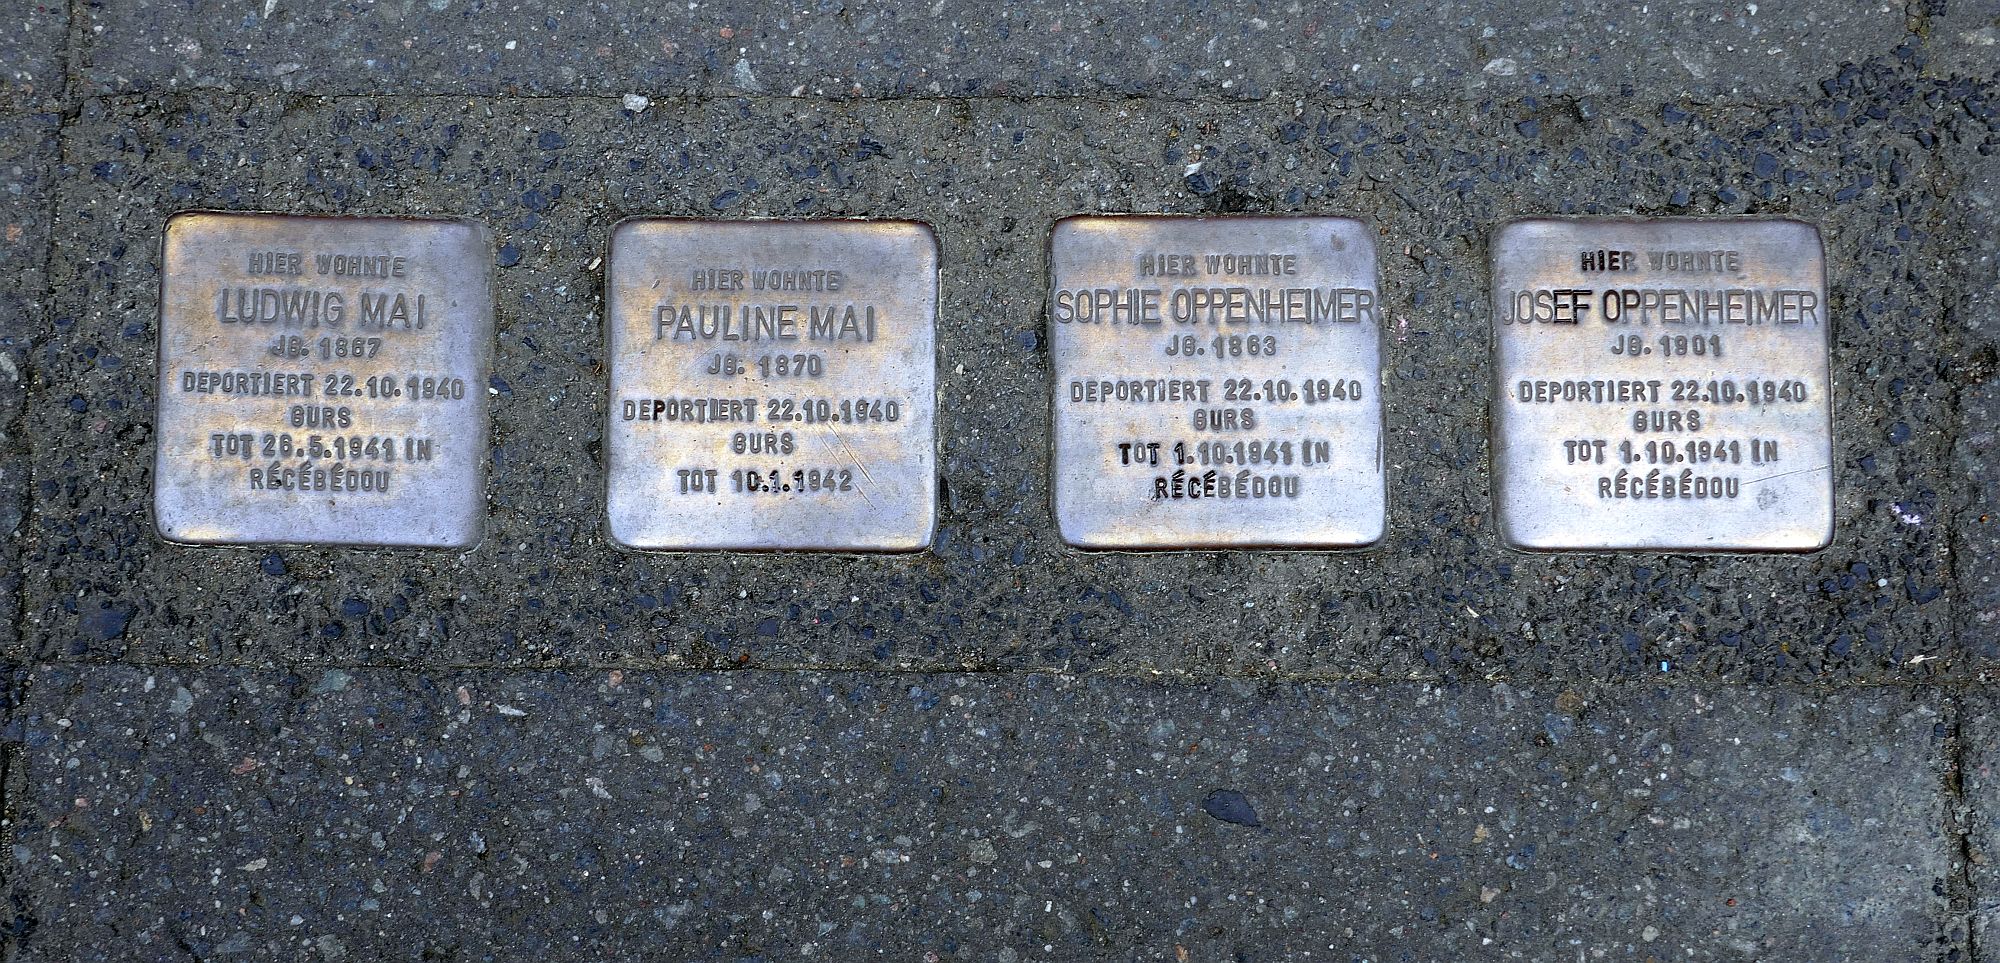 HIER WOHNTE
LUDWIG MAI
JG. 1867
DEPORTIERT 22.10.1940
GURS
TOT 26.5.1941 IN
RÉCÉBÉDOU
HIER WOHNTE
PAULINE MAI
JG. 1870
DEPORTIERT 22.10.1940
GURS
TOT 10.1.1942
HIER WOHNTE
SOPHIE OPPENHEIMER
JG. 1863
DEPORTIERT 22.10.1940
GURS
TOT 1.10.1941 IN
RÉCÉBÉDOU
HIER WOHNTE
JOSEF OPPENHEIMER
JG. 1901
DEPORTIERT 22.10.1940
GURS
TOT 1.10.1941 IN
RÉCÉBÉDOU